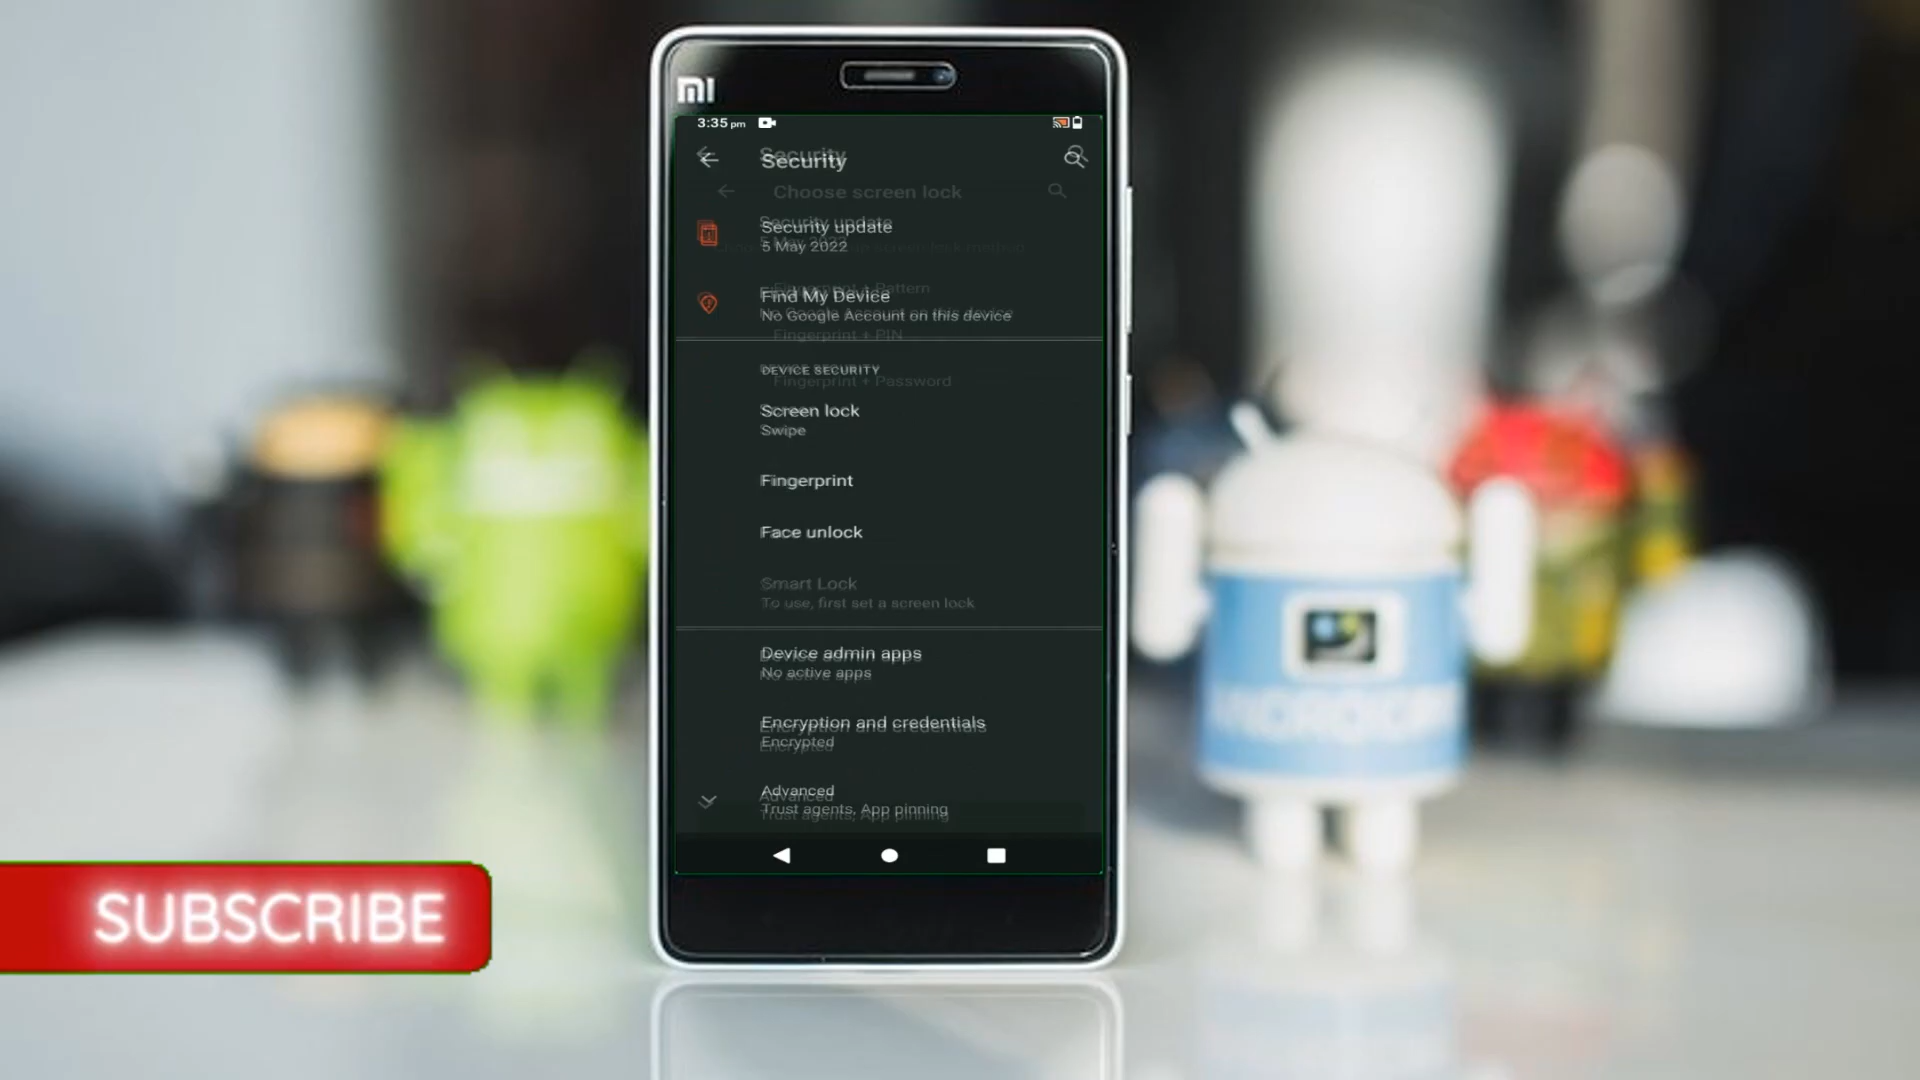 mi
3:35 pm
Security
Choose screen lock
Security update
5 May 2022
Fingerprint + Pattern
Find My Device
No Google Account on this device
Fingerprint + PIN
DEVICE SECURITY
Fingerprint + Password
Screen lock
Swipe
Fingerprint
Face unlock
Smart Lock
To use, first set a screen lock
Device admin apps
No active apps
Encryption and credentials
Encrypted
Advanced
Trust agents, App pinning
SUBSCRIBE